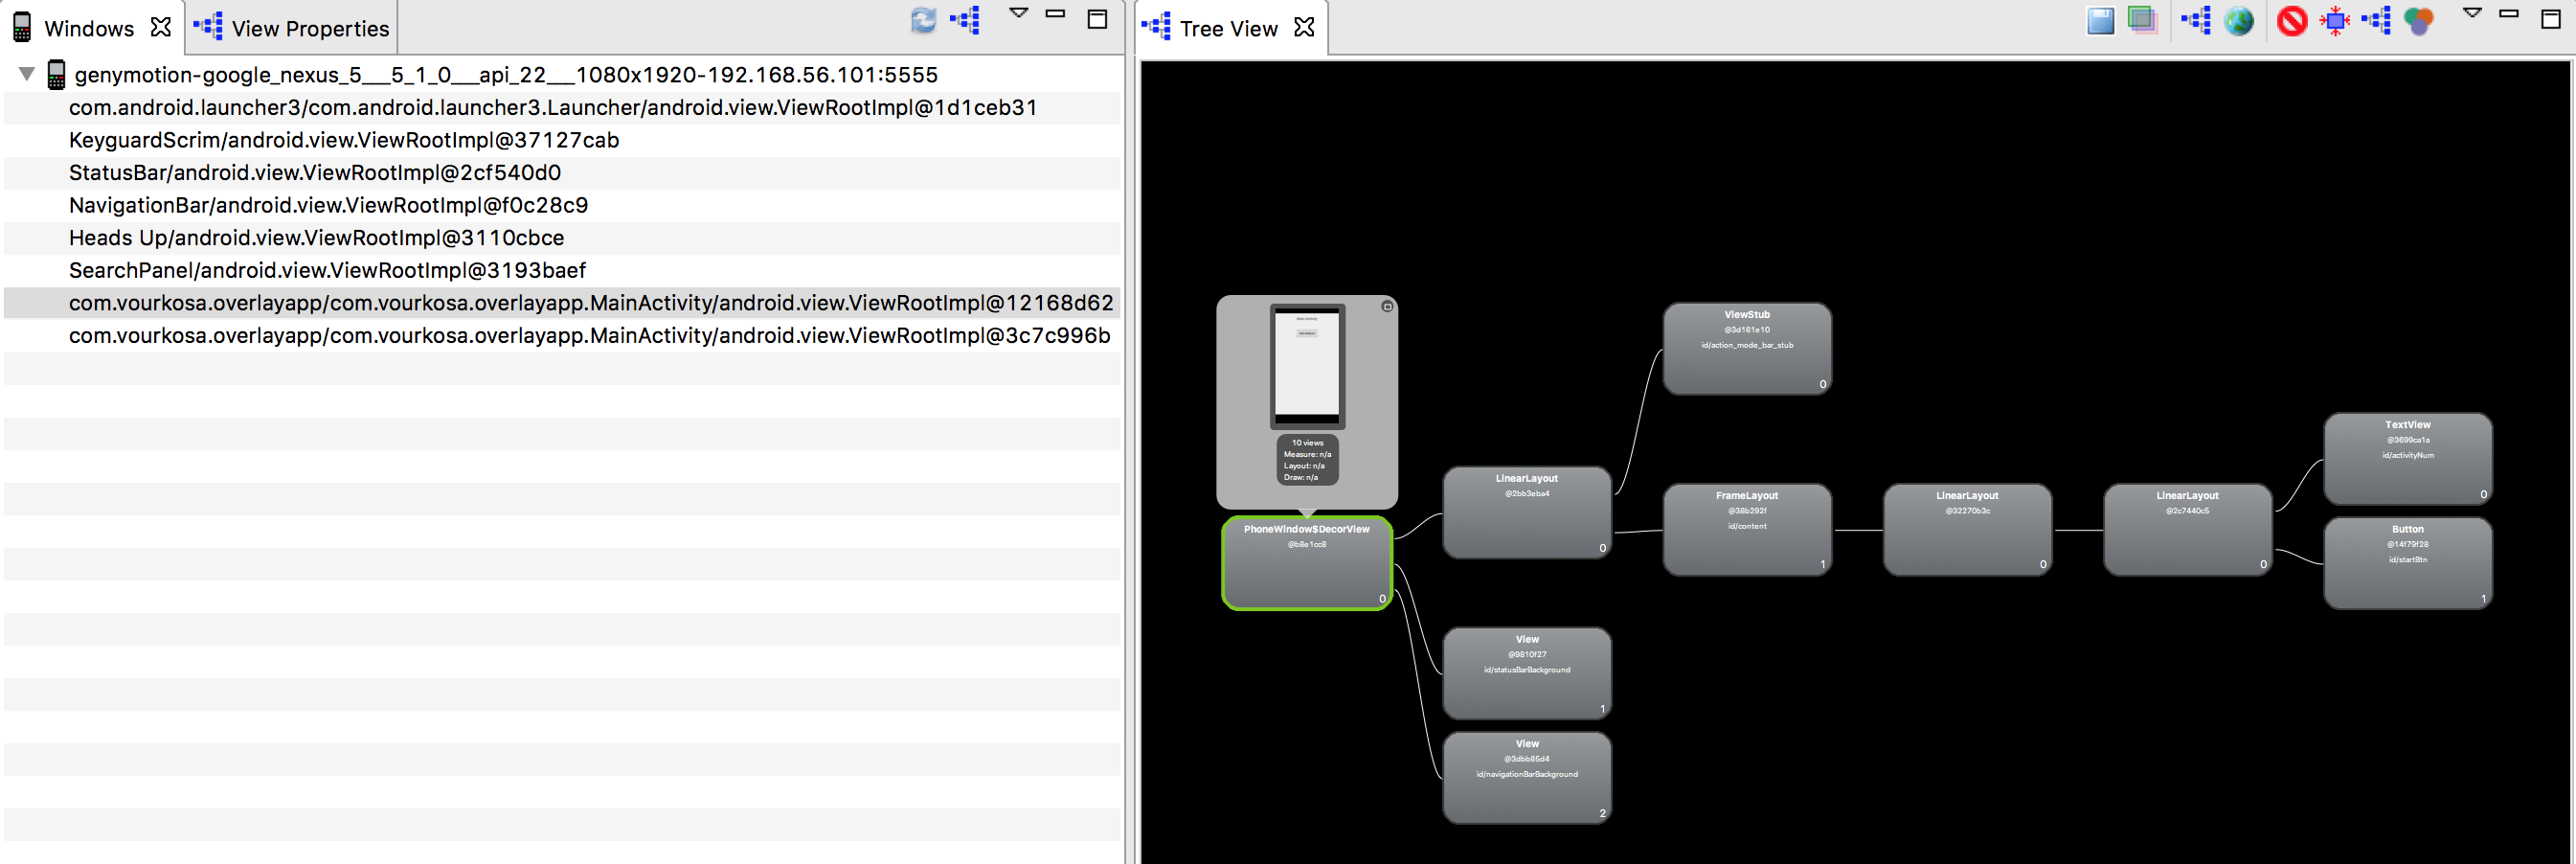 Windows
View Properties
genymotion-google_nexus_5___5_1_0___api_22___1080x1920-192.168.56.101:5555
com.android.launcher3/com.android.launcher3.Launcher/android.view.ViewRootImpl@1d1ceb31
KeyguardScrim/android.view.ViewRootImpl@37127cab
StatusBar/android.view.ViewRootImpl@2cf540d0
NavigationBar/android.view.ViewRootImpl@f0c28c9
Heads Up/android.view.ViewRootImpl@3110cbce
SearchPanel/android.view.ViewRootImpl@3193baef
com.vourkosa.overlayapp/com.vourkosa.overlayapp.MainActivity/android.view.ViewRootImpl@12168d62
com.vourkosa.overlayapp/com.vourkosa.overlayapp.MainActivity/android.view.ViewRootImpl@3c7c996b
Tree View
10 views
Measure: n/a
Layout: n/a
Draw: n/a
PhoneWindow$DecorView
@b8e1cc8
0
LinearLayout
@2bb3eba4
0
View
@9810f27
id/statusBarBackground
1
View
@3dbb85d4
id/navigationBarBackground
2
ViewStub
@3d161e10
id/action_mode_bar_stub
0
FrameLayout
@38b292f
id/content
1
LinearLayout
@32270b3c
0
LinearLayout
@2c7440c5
0
TextView
@3699ca1a
id/activityNum
0
Button
@14f79f28
id/startBtn
1